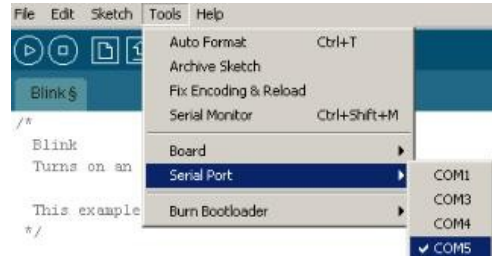 File Edit Sketch Tools Help
Auto Format Ctrl+T
Archive Sketch
Fix Encoding & Reload
Serial Monitor Ctrl+Shift+M
Board
Serial Port
Burn Bootloader
COM1
COM3
COM4
COM5
Blink §
/*
Blink
Turns on an
This example
*/